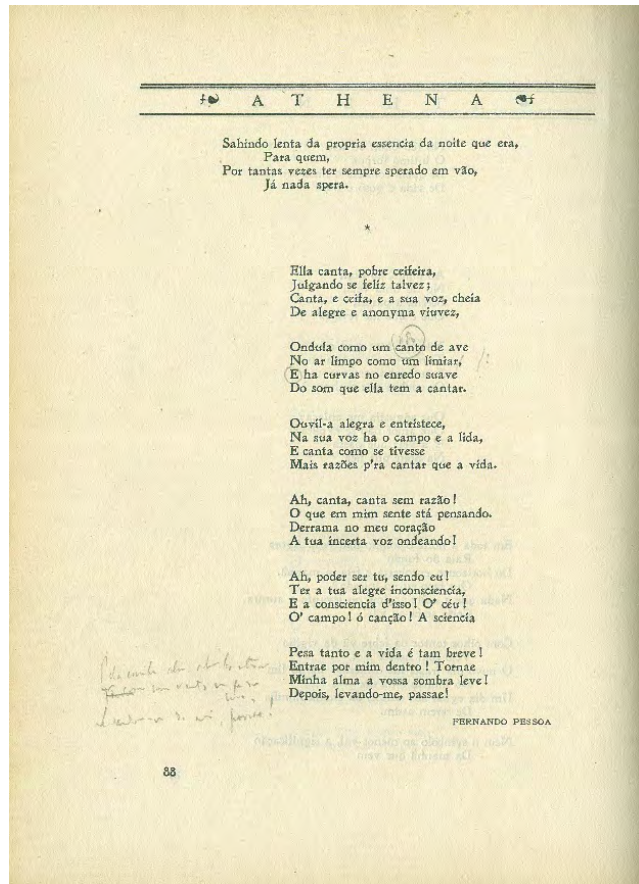 ATHENA
Sahindo lenta da propria essencia da noite que era,
Para quem,
Por tantas vezes ter sempre sperado em vão,
Já nada spera.
*
Ella canta, pobre ceifeira,
Julgando se feliz talvez;
Canta, e ceifa, e a sua voz, cheia
De alegre e anonyma viuvez,
Ondula como um canto de ave
No ar limpo como um limiar,
E ha curvas no enredo suave
Do som que ella tem a cantar.
Ouvil-a alegra e entristece,
Na sua voz ha o campo e a lida,
E canta como se tivesse
Mais razões p'ra cantar que a vida.
Ah, canta, canta sem razão!
O que em mim sente stá pensando.
Derrama no meu coração
A tua incerta voz ondeando!
Ah, poder ser tu, sendo eu!
Ter a tua alegre inconsciencia,
E a consciencia d'isso! O' céu!
O' campo! ó canção! A sciencia
Pesa tanto e a vida é tam breve!
Entrae por mim dentro! Tornae
Minha alma a vossa sombra leve!
Depois, levando-me, passae!
FERNANDO PESSOA
88